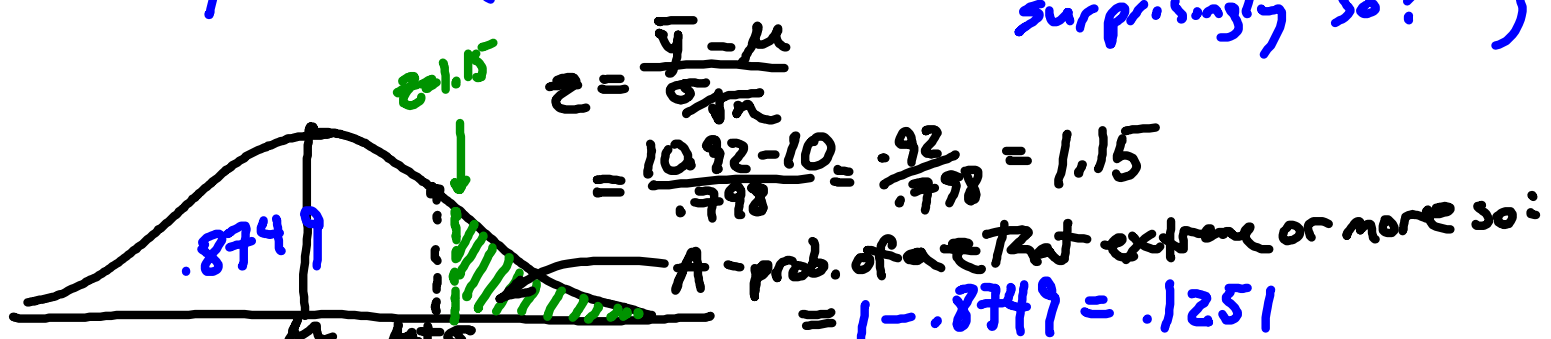 surprisingly so? )
z=1.15
z = (ȳ - μ) / (σ/√n)
= (10.92-10) / .798 = .92/.798 = 1.15
.8749
A - prob. of a z that extreme or more so:
= 1 - .8749 = .1251
μ μ+σ